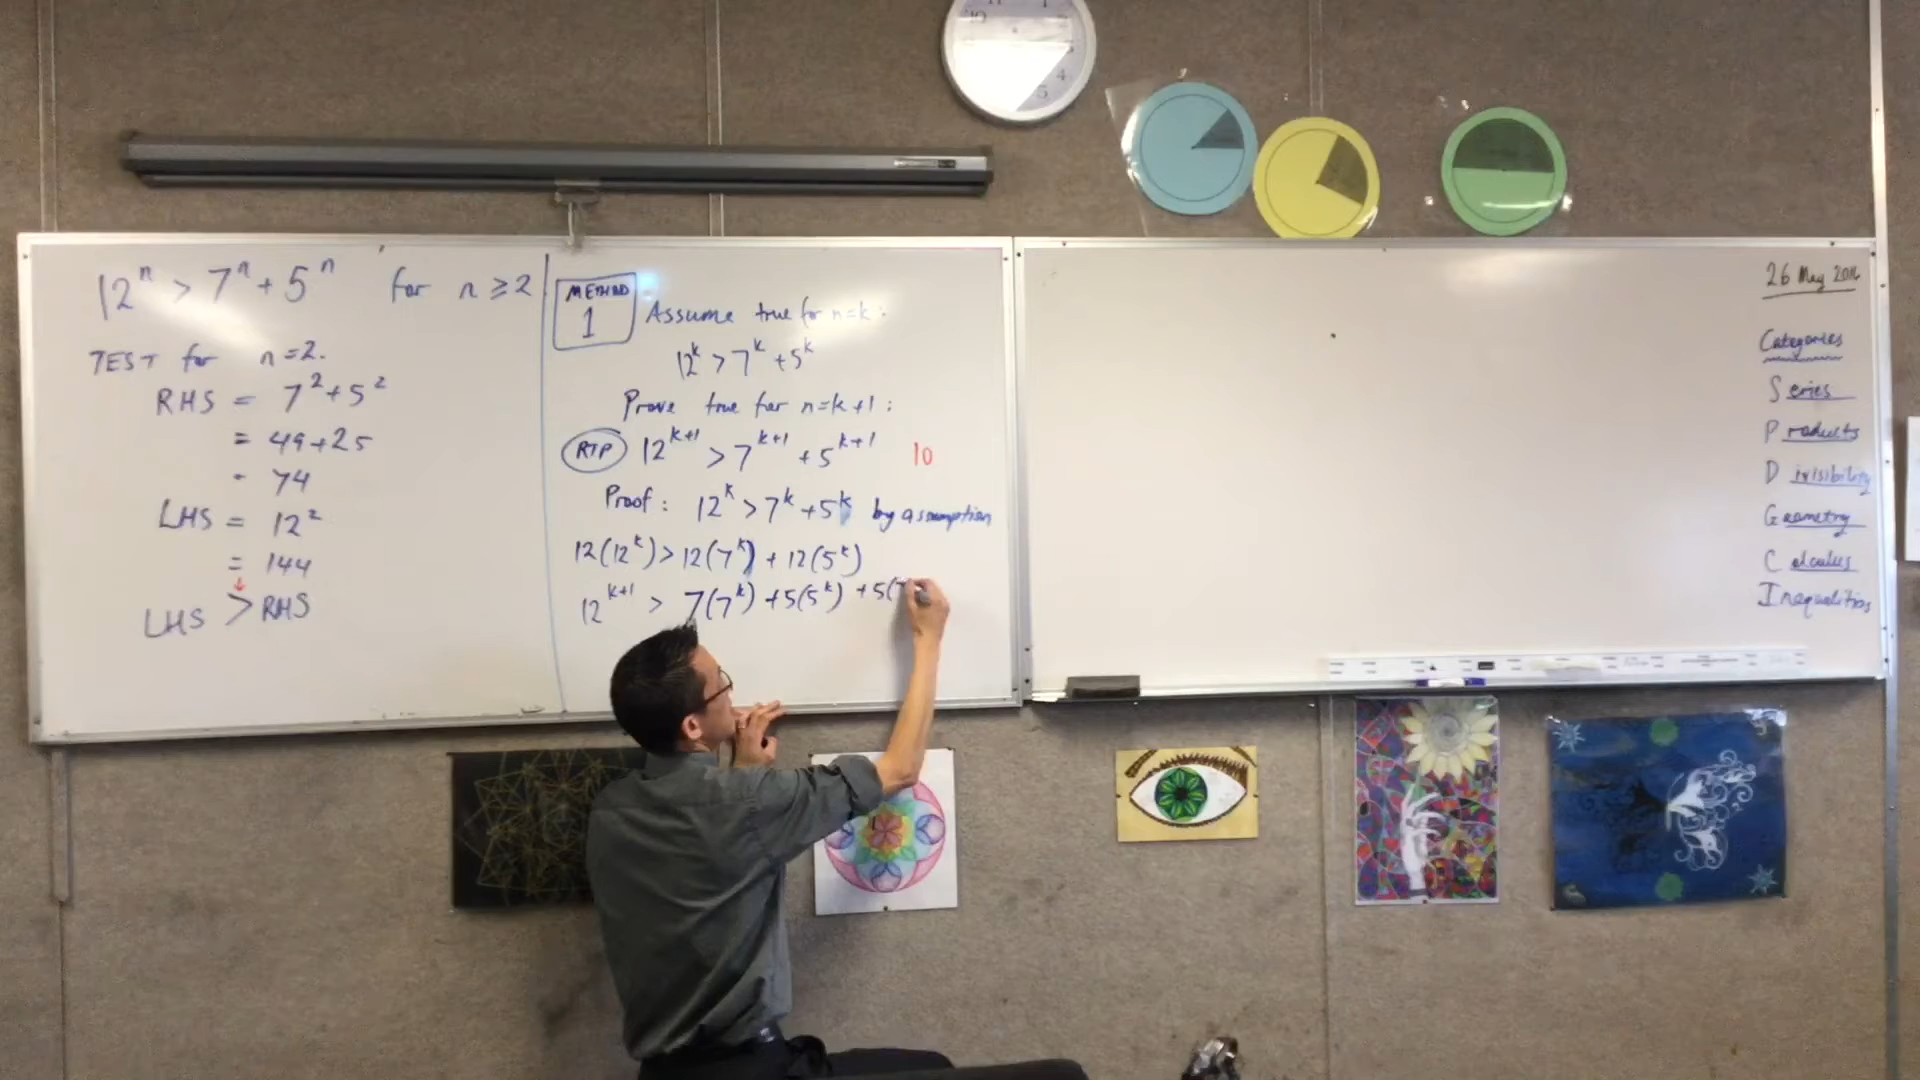 12ⁿ > 7ⁿ + 5ⁿ for n ≥ 2
TEST for n=2.
RHS = 7² + 5²
= 49+25
= 74
LHS = 12²
= 144
LHS > RHS
METHOD 1
Assume true for n=k:
12ᵏ > 7ᵏ + 5ᵏ
Prove true for n=k+1:
RTP 12ᵏ⁺¹ > 7ᵏ⁺¹ + 5ᵏ⁺¹ 10
Proof: 12ᵏ > 7ᵏ + 5ᵏ by assumption
12(12ᵏ) > 12(7ᵏ) + 12(5ᵏ)
12ᵏ⁺¹ > 7(7ᵏ) + 5(5ᵏ) + 5(7
26 May
Categories
Series
Products
Divisibility
Geometry
Calculus
Inequalities